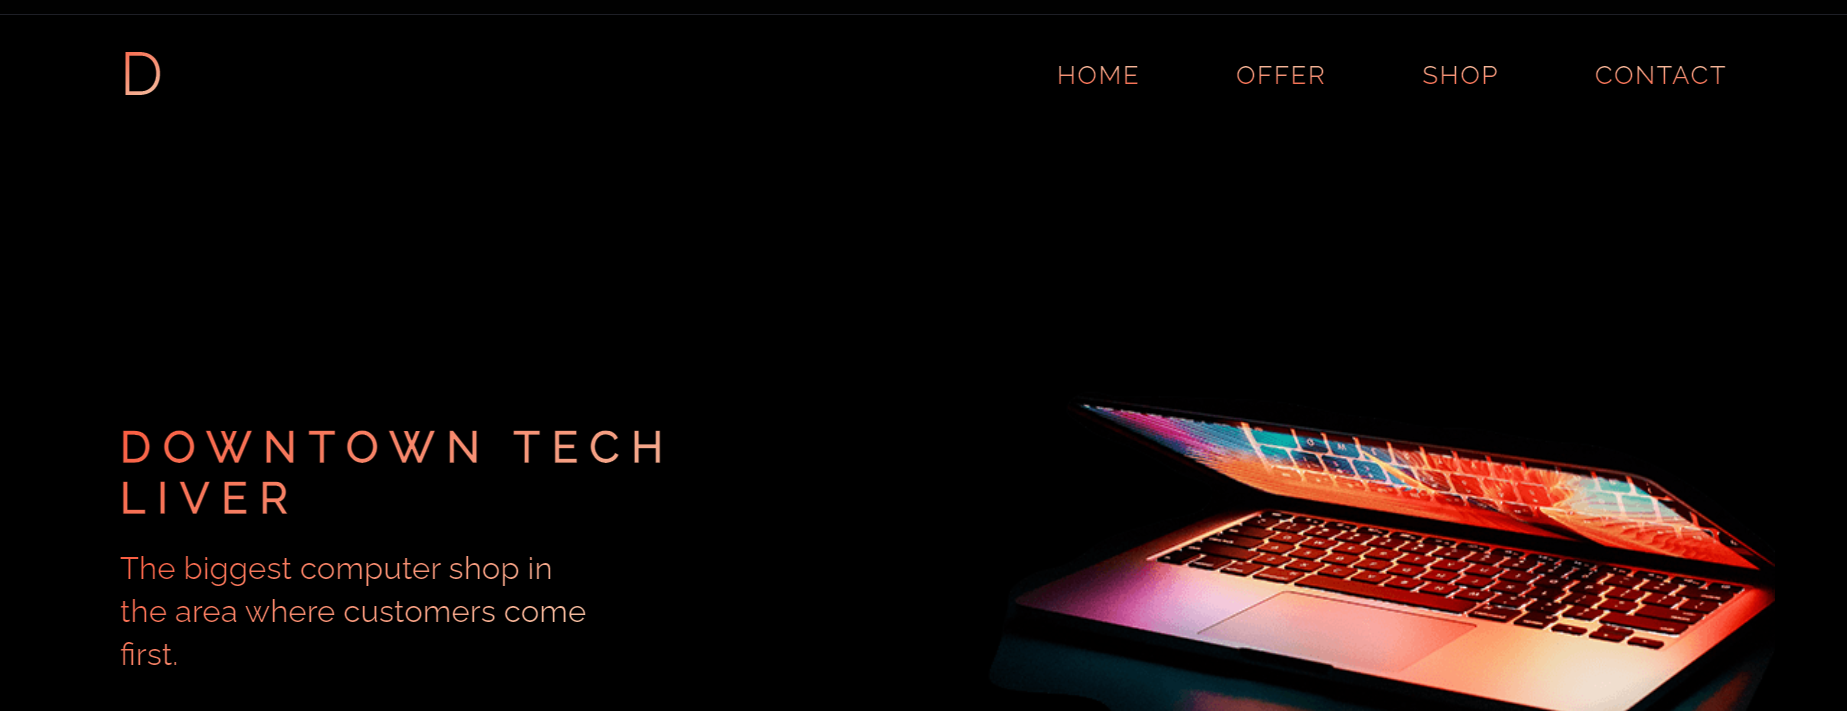 D
HOME OFFER SHOP CONTACT
DOWNTOWN TECH
LIVER
The biggest computer shop in
the area where customers come
first.